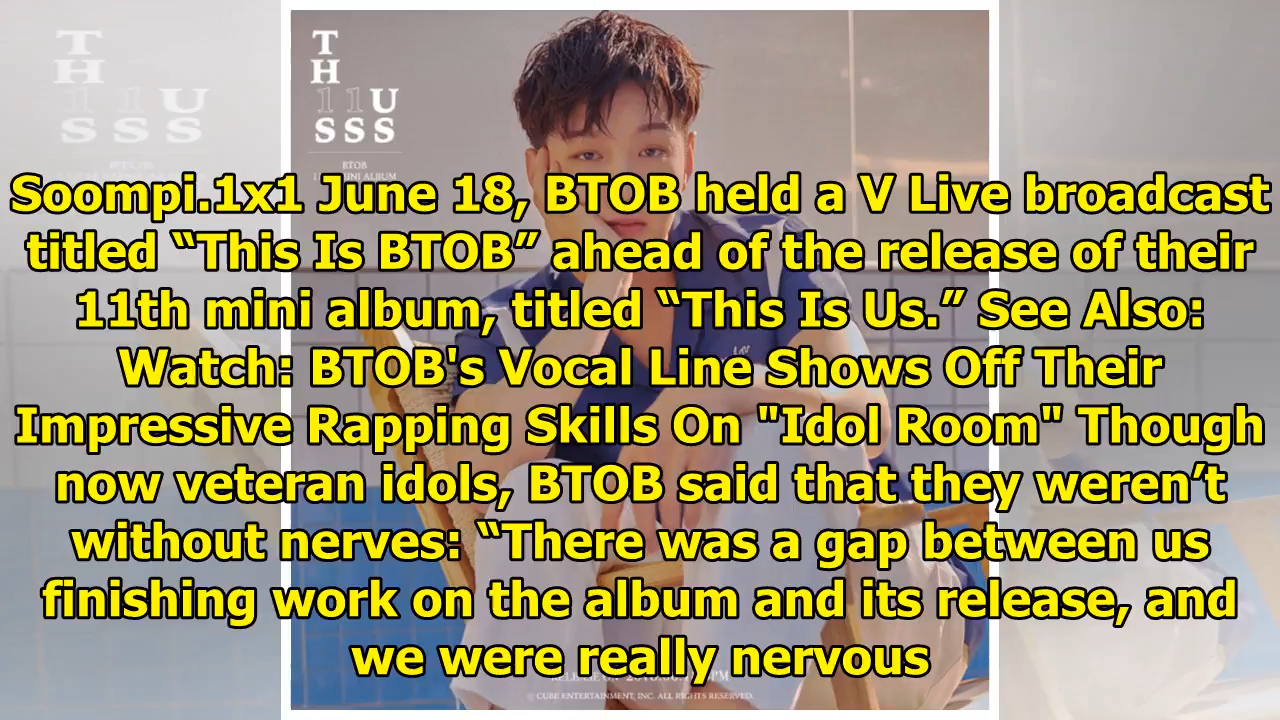 TH
11U
SSS
BTOB
11TH MINI ALBUM
Soompi.1x1 June 18, BTOB held a V Live broadcast
titled “This Is BTOB” ahead of the release of their
11th mini album, titled “This Is Us.” See Also:
Watch: BTOB's Vocal Line Shows Off Their
Impressive Rapping Skills On "Idol Room" Though
now veteran idols, BTOB said that they weren’t
without nerves: “There was a gap between us
finishing work on the album and its release, and
we were really nervous
© CUBE ENTERTAINMENT, INC. ALL RIGHTS RESERVED.